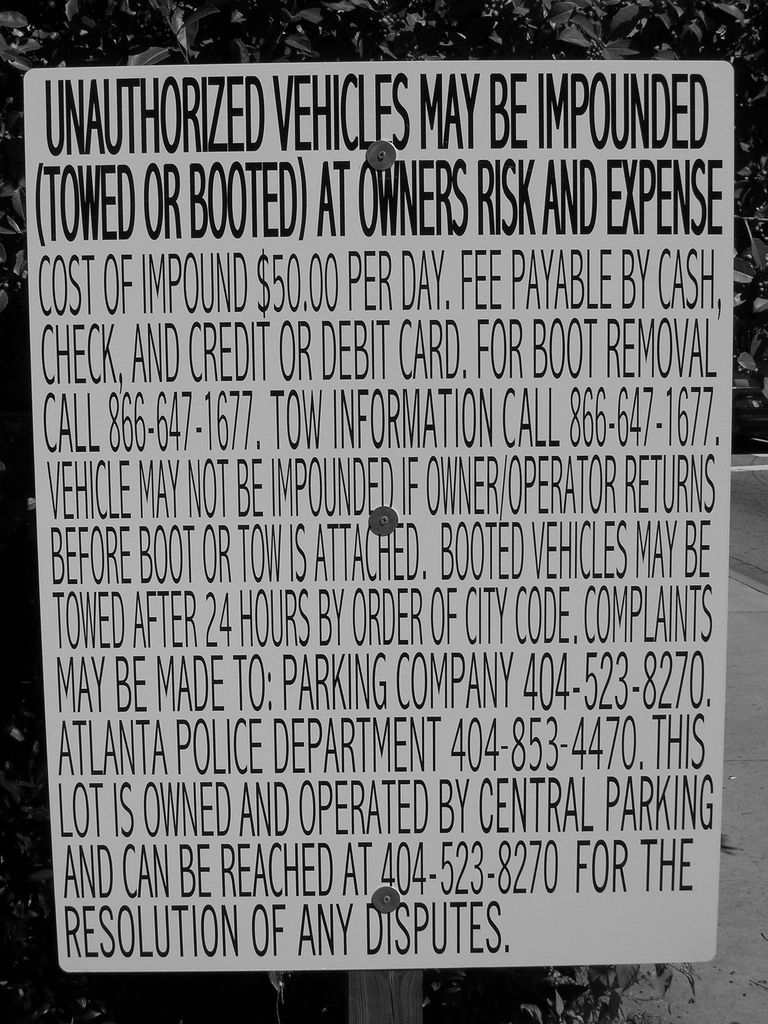 UNAUTHORIZED VEHICLES MAY BE IMPOUNDED
(TOWED OR BOOTED) AT OWNERS RISK AND EXPENSE
COST OF IMPOUND $50.00 PER DAY. FEE PAYABLE BY CASH,
CHECK, AND CREDIT OR DEBIT CARD. FOR BOOT REMOVAL
CALL 866-647-1677. TOW INFORMATION CALL 866-647-1677.
VEHICLE MAY NOT BE IMPOUNDED IF OWNER/OPERATOR RETURNS
BEFORE BOOT OR TOW IS ATTACHED. BOOTED VEHICLES MAY BE
TOWED AFTER 24 HOURS BY ORDER OF CITY CODE. COMPLAINTS
MAY BE MADE TO: PARKING COMPANY 404-523-8270.
ATLANTA POLICE DEPARTMENT 404-853-4470. THIS
LOT IS OWNED AND OPERATED BY CENTRAL PARKING
AND CAN BE REACHED AT 404-523-8270 FOR THE
RESOLUTION OF ANY DISPUTES.